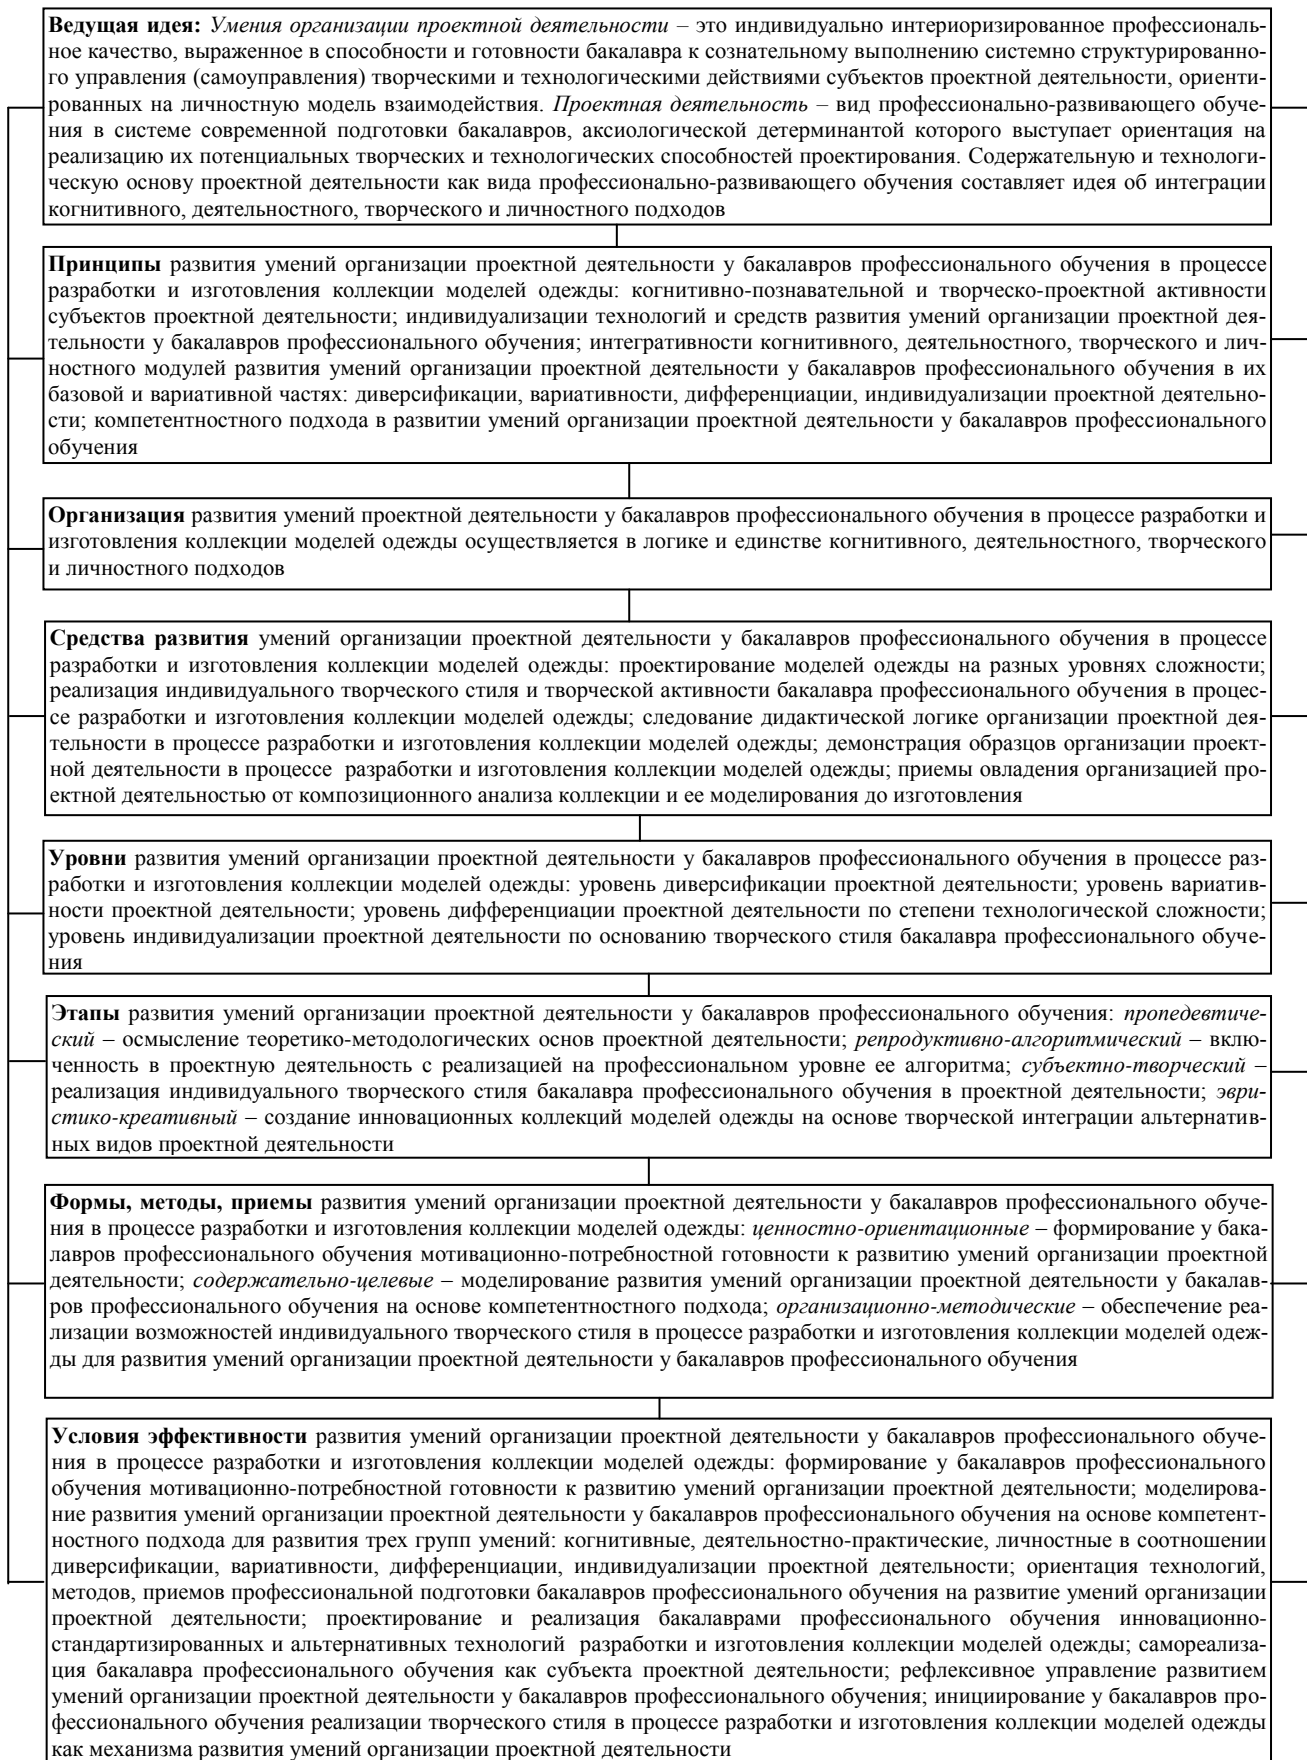 Ведущая идея: Умения организации проектной деятельности – это индивидуально интериоризированное профессиональ-
ное качество, выраженное в способности и готовности бакалавра к сознательному выполнению системно структурированно-
го управления (самоуправления) творческими и технологическими действиями субъектов проектной деятельности, ориенти-
рованных на личностную модель взаимодействия. Проектная деятельность – вид профессионально-развивающего обуче-
ния в системе современной подготовки бакалавров, аксиологической детерминантой которого выступает ориентация на
реализацию их потенциальных творческих и технологических способностей проектирования. Содержательную и технологи-
ческую основу проектной деятельности как вида профессионально-развивающего обучения составляет идея об интеграции
когнитивного, деятельностного, творческого и личностного подходов
Принципы развития умений организации проектной деятельности у бакалавров профессионального обучения в процессе
разработки и изготовления коллекции моделей одежды: когнитивно-познавательной и творческо-проектной активности
субъектов проектной деятельности; индивидуализации технологий и средств развития умений организации проектной дея-
тельности у бакалавров профессионального обучения; интегративности когнитивного, деятельностного, творческого и лич-
ностного модулей развития умений организации проектной деятельности у бакалавров профессионального обучения в их
базовой и вариативной частях: диверсификации, вариативности, дифференциации, индивидуализации проектной деятельно-
сти; компетентностного подхода в развитии умений организации проектной деятельности у бакалавров профессионального
обучения
Организация развития умений проектной деятельности у бакалавров профессионального обучения в процессе разработки и
изготовления коллекции моделей одежды осуществляется в логике и единстве когнитивного, деятельностного, творческого
и личностного подходов
Средства развития умений организации проектной деятельности у бакалавров профессионального обучения в процессе
разработки и изготовления коллекции моделей одежды: проектирование моделей одежды на разных уровнях сложности;
реализация индивидуального творческого стиля и творческой активности бакалавра профессионального обучения в процес-
се разработки и изготовления коллекции моделей одежды; следование дидактической логике организации проектной дея-
тельности в процессе разработки и изготовления коллекции моделей одежды; демонстрация образцов организации проект-
ной деятельности в процессе разработки и изготовления коллекции моделей одежды; приемы овладения организацией про-
ектной деятельностью от композиционного анализа коллекции и ее моделирования до изготовления
Уровни развития умений организации проектной деятельности у бакалавров профессионального обучения в процессе раз-
работки и изготовления коллекции моделей одежды: уровень диверсификации проектной деятельности; уровень вариатив-
ности проектной деятельности; уровень дифференциации проектной деятельности по степени технологической сложности;
уровень индивидуализации проектной деятельности по основанию творческого стиля бакалавра профессионального обуче-
ния
Этапы развития умений организации проектной деятельности у бакалавров профессионального обучения: пропедевтиче-
ский – осмысление теоретико-методологических основ проектной деятельности; репродуктивно-алгоритмический – вклю-
ченность в проектную деятельность с реализацией на профессиональном уровне ее алгоритма; субъектно-творческий –
реализация индивидуального творческого стиля бакалавра профессионального обучения в проектной деятельности; эври-
стико-креативный – создание инновационных коллекций моделей одежды на основе творческой интеграции альтернатив-
ных видов проектной деятельности
Формы, методы, приемы развития умений организации проектной деятельности у бакалавров профессионального обуче-
ния в процессе разработки и изготовления коллекции моделей одежды: ценностно-ориентационные – формирование у бака-
лавров профессионального обучения мотивационно-потребностной готовности к развитию умений организации проектной
деятельности; содержательно-целевые – моделирование развития умений организации проектной деятельности у бакалав-
ров профессионального обучения на основе компетентностного подхода; организационно-методические – обеспечение реа-
лизации возможностей индивидуального творческого стиля в процессе разработки и изготовления коллекции моделей одеж-
ды для развития умений организации проектной деятельности у бакалавров профессионального обучения
Условия эффективности развития умений организации проектной деятельности у бакалавров профессионального обуче-
ния в процессе разработки и изготовления коллекции моделей одежды: формирование у бакалавров профессионального
обучения мотивационно-потребностной готовности к развитию умений организации проектной деятельности; моделирова-
ние развития умений организации проектной деятельности у бакалавров профессионального обучения на основе компетент-
ностного подхода для развития трех групп умений: когнитивные, деятельностно-практические, личностные в соотношении
диверсификации, вариативности, дифференциации, индивидуализации проектной деятельности; ориентация технологий,
методов, приемов профессиональной подготовки бакалавров профессионального обучения на развитие умений организации
проектной деятельности; проектирование и реализация бакалаврами профессионального обучения инновационно-
стандартизированных и альтернативных технологий разработки и изготовления коллекции моделей одежды; самореализа-
ция бакалавра профессионального обучения как субъекта проектной деятельности; рефлексивное управление развитием
умений организации проектной деятельности у бакалавров профессионального обучения; инициирование у бакалавров про-
фессионального обучения реализации творческого стиля в процессе разработки и изготовления коллекции моделей одежды
как механизма развития умений организации проектной деятельности